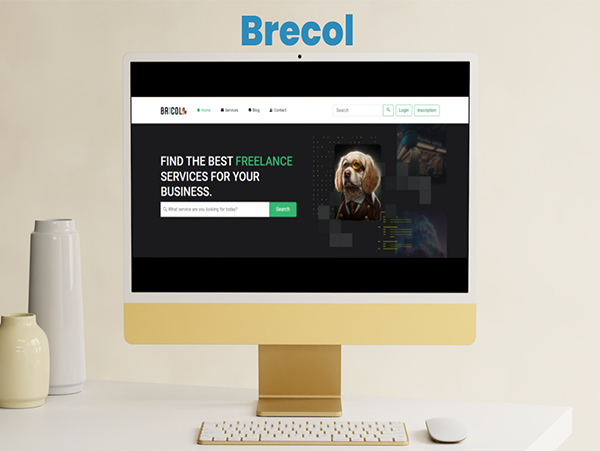 Brecol
BRICOL
Home Services Blog Contact Search Login Inscription
FIND THE BEST FREELANCE
SERVICES FOR YOUR
BUSINESS.
What service are you looking for today? Search